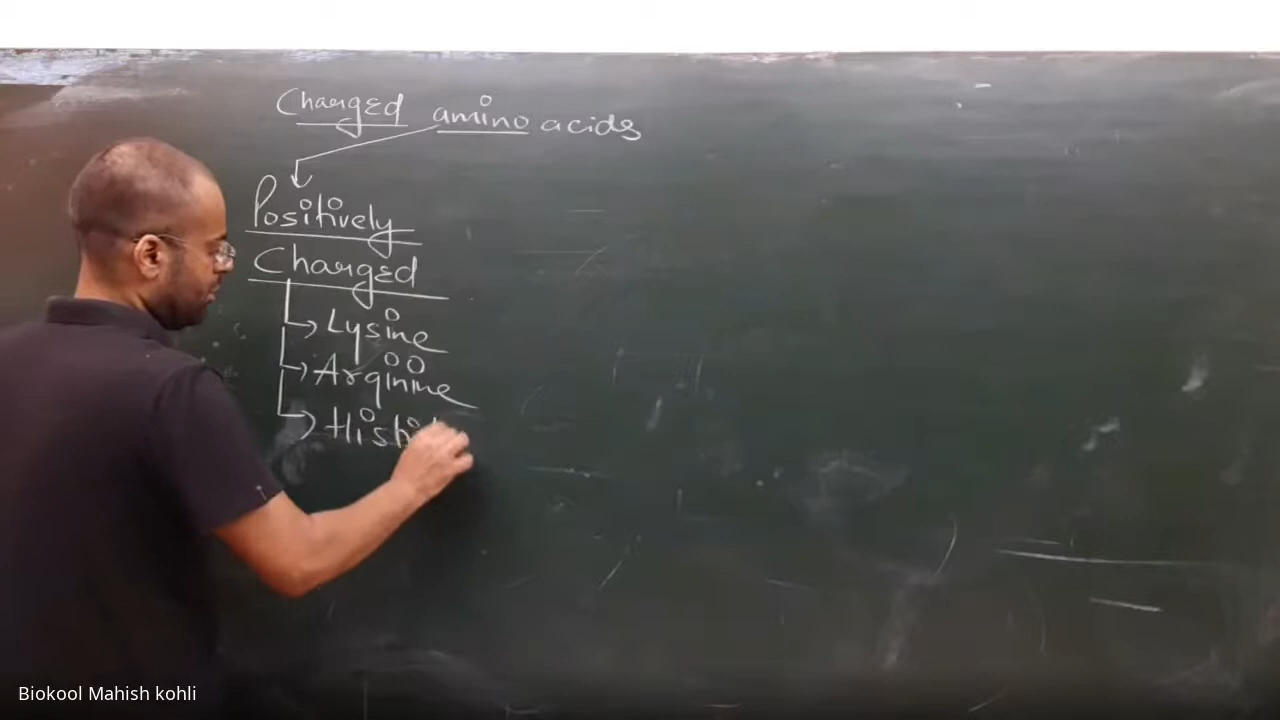 Charged amino acids
Positively
Charged
Lysine
Arginine
Biokool Mahish kohli